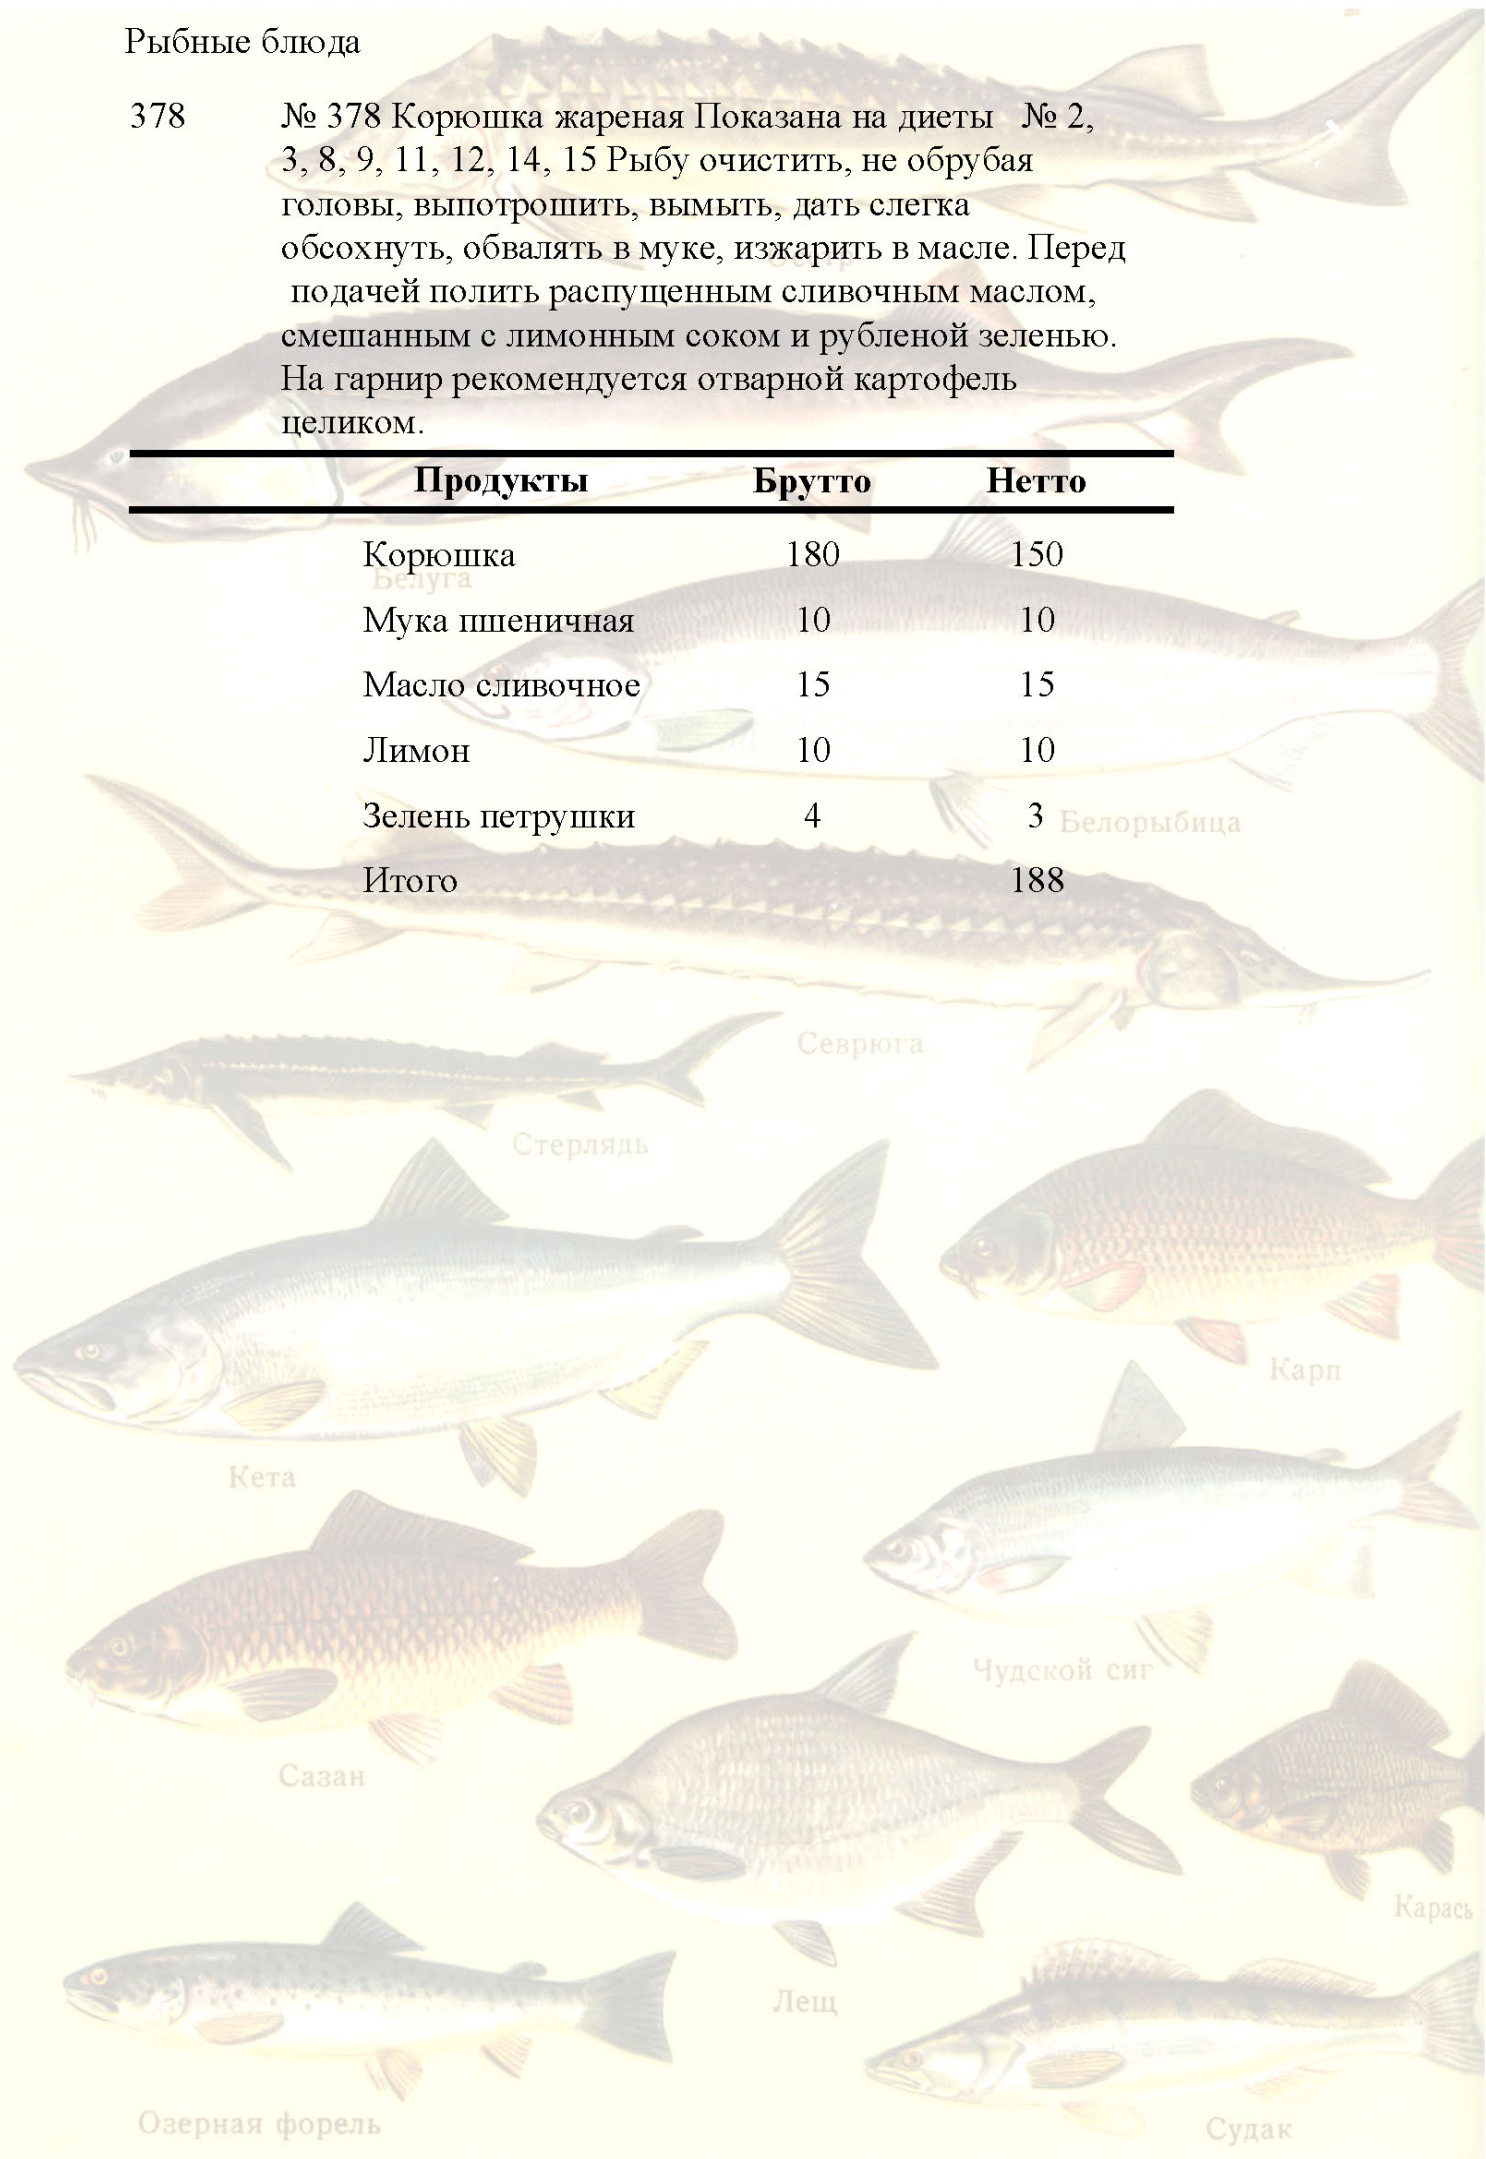 Рыбные блюда
378 № 378 Корюшка жареная Показана на диеты № 2,
3, 8, 9, 11, 12, 14, 15 Рыбу очистить, не обрубая
головы, выпотрошить, вымыть, дать слегка
обсохнуть, обвалять в муке, изжарить в масле. Перед
подачей полить распущенным сливочным маслом,
смешанным с лимонным соком и рубленой зеленью.
На гарнир рекомендуется отварной картофель
целиком.
Продукты Брутто Нетто
Корюшка 180 150
Белуга
Мука пшеничная 10 10
Масло сливочное 15 15
Лимон 10 10
Зелень петрушки 4 3
Белорыбица
Итого 188
Севрюга
Стерлядь
Карп
Кета
Чудской сиг
Сазан
Карась
Лещ
Озерная форель
Судак